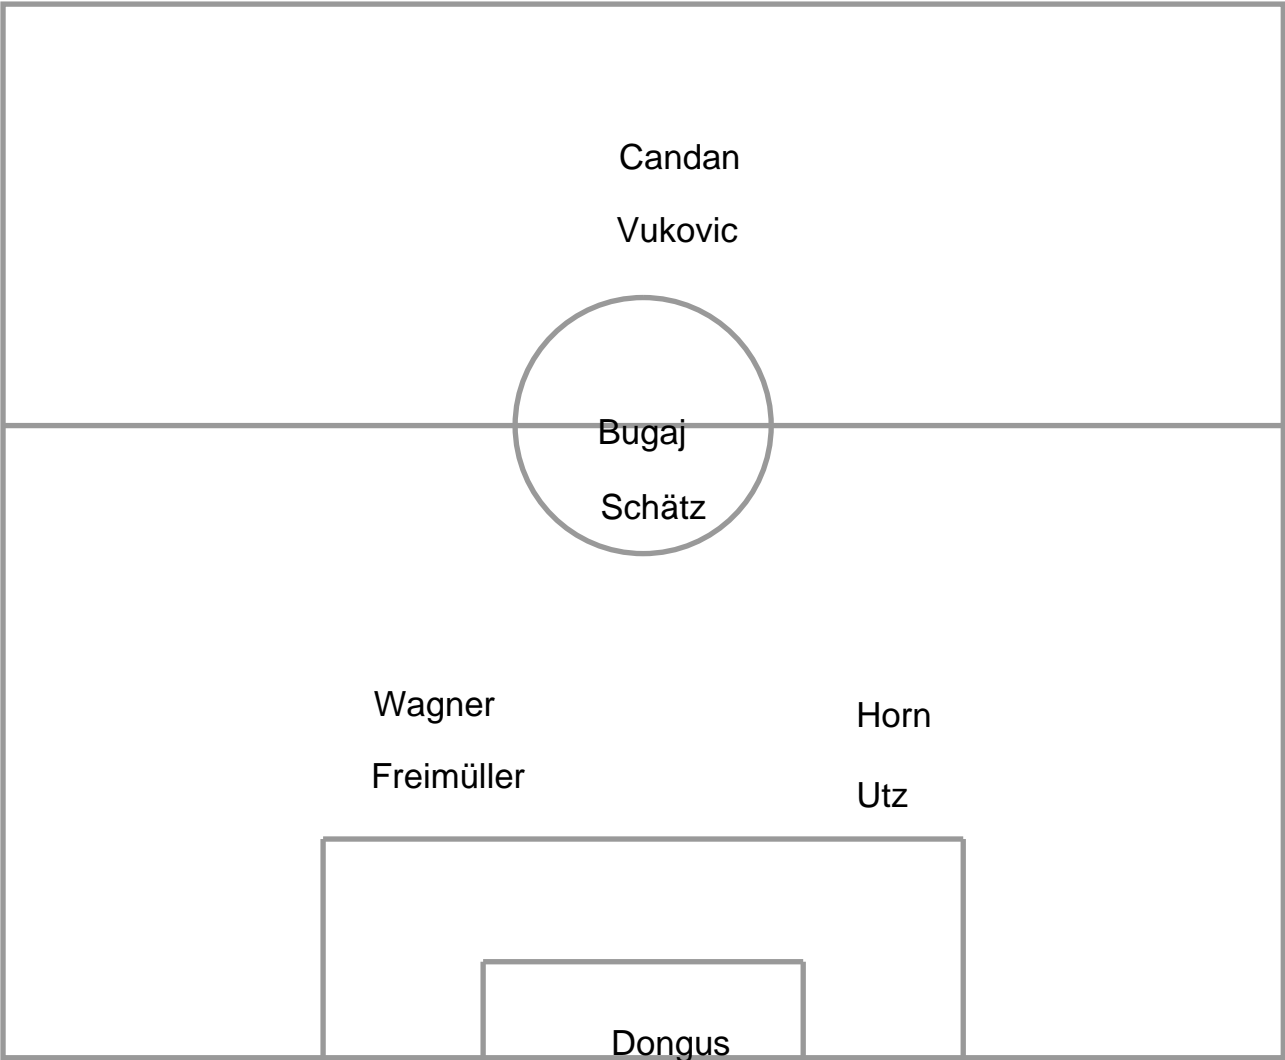 Candan
Vukovic
Bugaj
Schätz
Wagner
Horn
Freimüller
Utz
Dongus